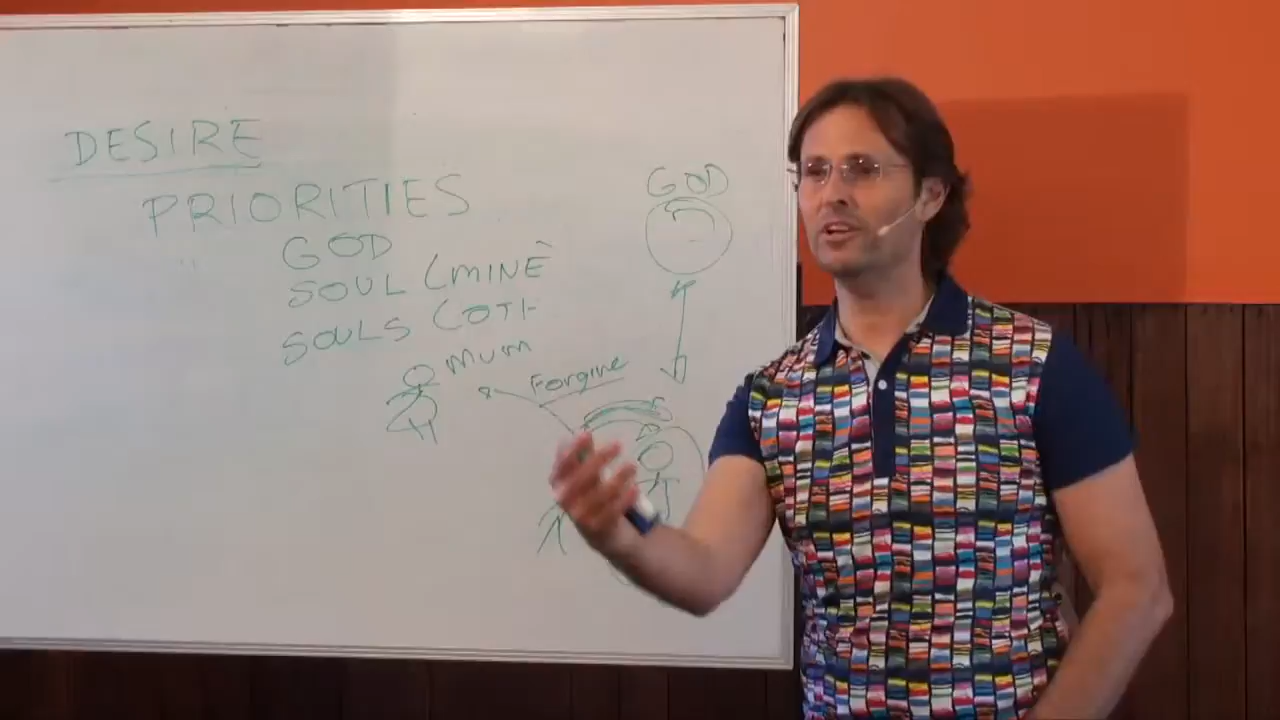 DESIRE
PRIORITIES
GOD
SOUL (MINE
SOULS (OTH
Mum
Forgive
GOD